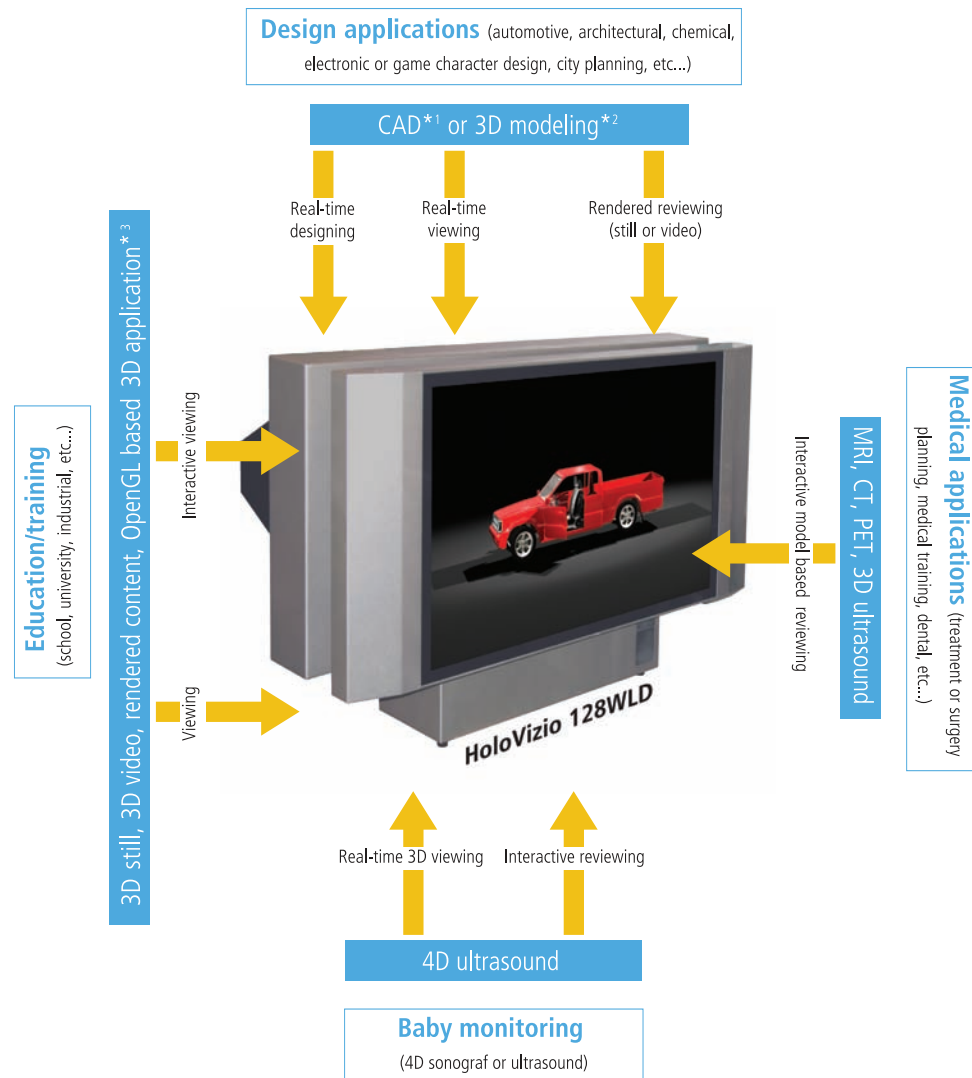 Design applications (automotive, architectural, chemical,
electronic or game character design, city planning, etc...)
CAD*1 or 3D modeling*2
Real-time
designing
Real-time
viewing
Rendered reviewing
(still or video)
Education/training
(school, university, industrial, etc...)
3D still, 3D video, rendered content, OpenGL based 3D application*3
Interactive viewing
Viewing
HoloVizio 128WLD
Interactive model based reviewing
MRI, CT, PET, 3D ultrasound
Medical applications (treatment or surgery
planning, medical training, dental, etc...)
Real-time 3D viewing
Interactive reviewing
4D ultrasound
Baby monitoring
(4D sonograf or ultrasound)